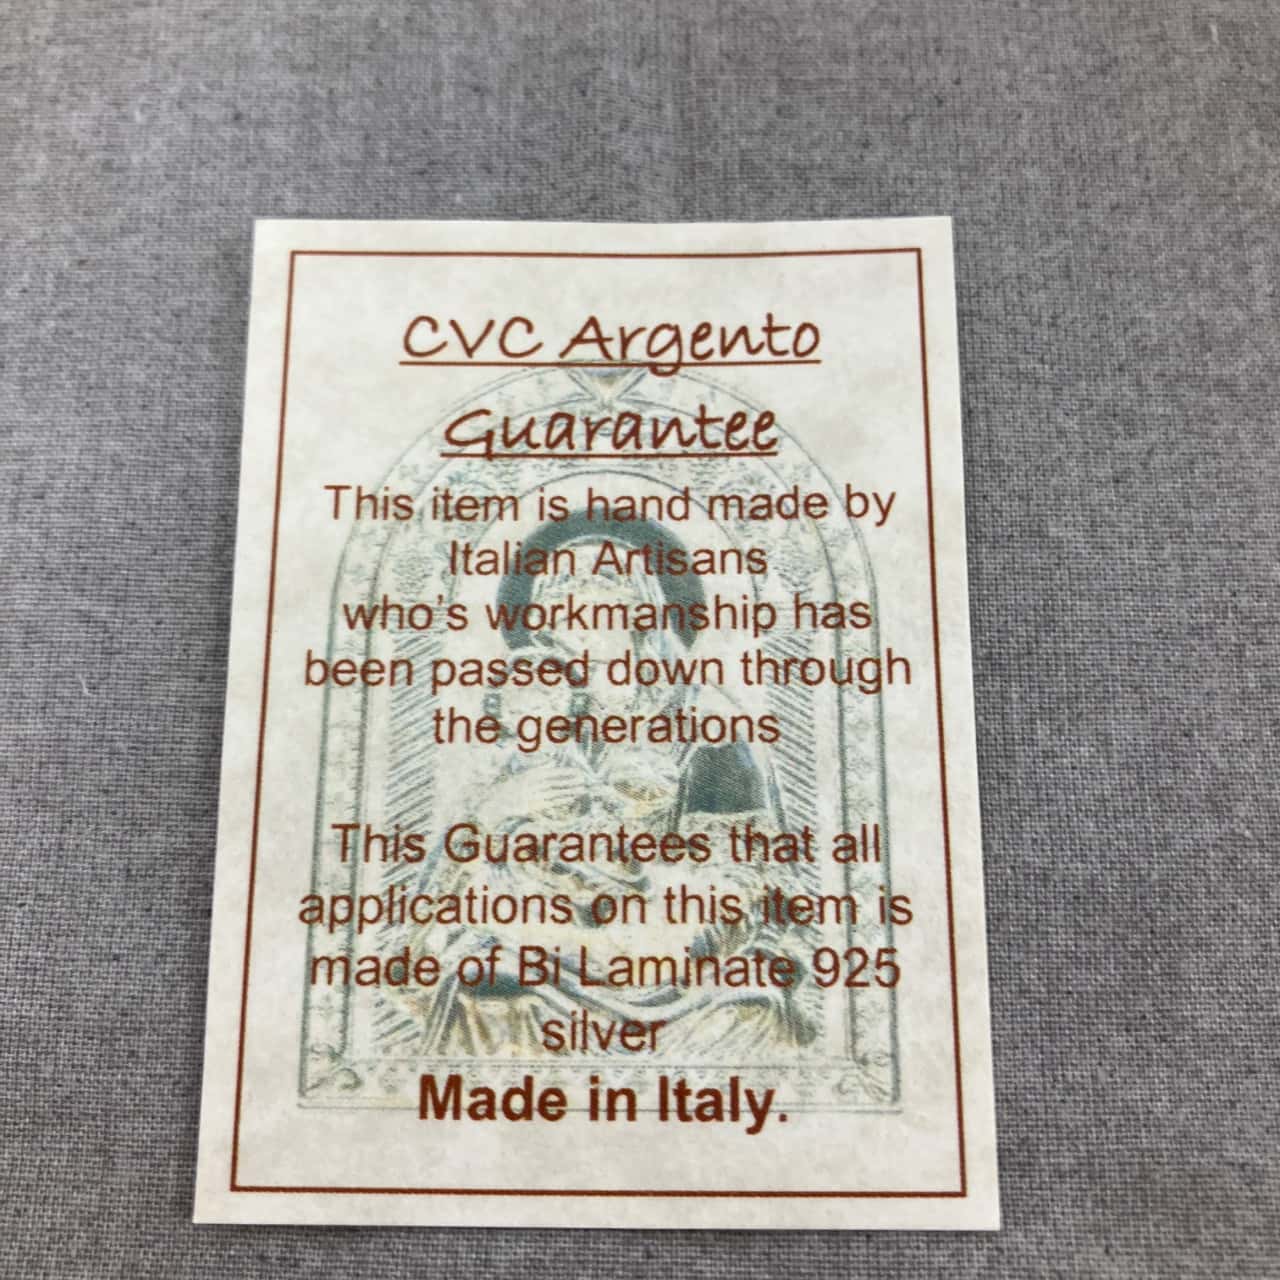 CVC Argento
Guarantee
This item is hand made by
Italian Artisans
who's workmanship has
been passed down through
the generations
This Guarantees that all
applications on this item is
made of Bi Laminate 925
silver
Made in Italy.